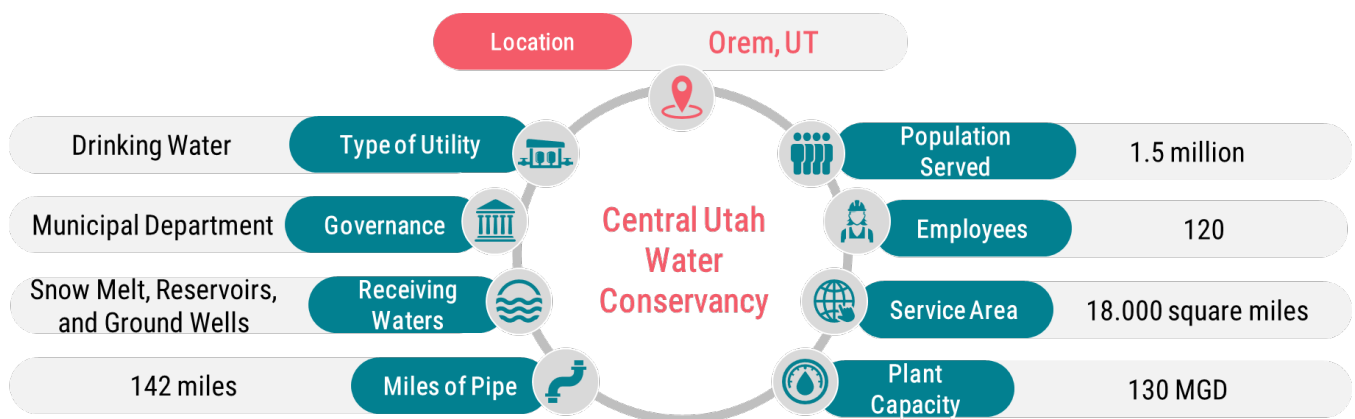 Location
Orem, UT
Drinking Water
Type of Utility
Population
Served
1.5 million
Municipal Department
Governance
Central Utah
Water
Conservancy
Employees
120
Snow Melt, Reservoirs,
and Ground Wells
Receiving
Waters
Service Area
18.000 square miles
142 miles
Miles of Pipe
Plant
Capacity
130 MGD